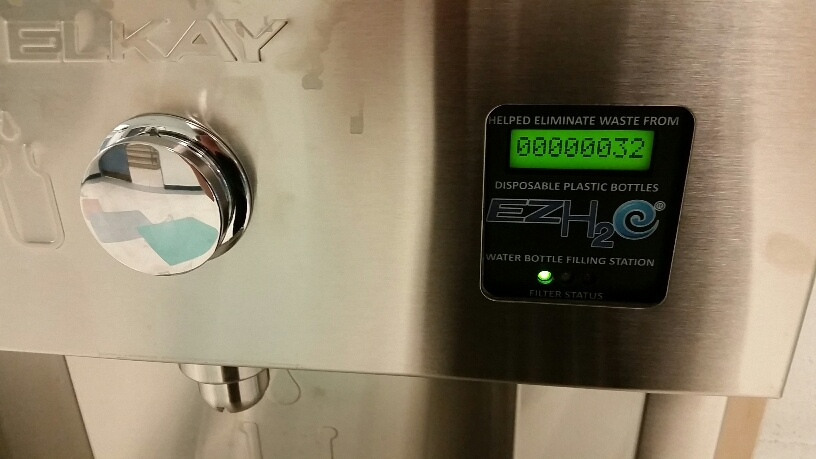 ELKAY
HELPED ELIMINATE WASTE FROM
00000032
DISPOSABLE PLASTIC BOTTLES
EZH2O®
WATER BOTTLE FILLING STATION
FILTER STATUS